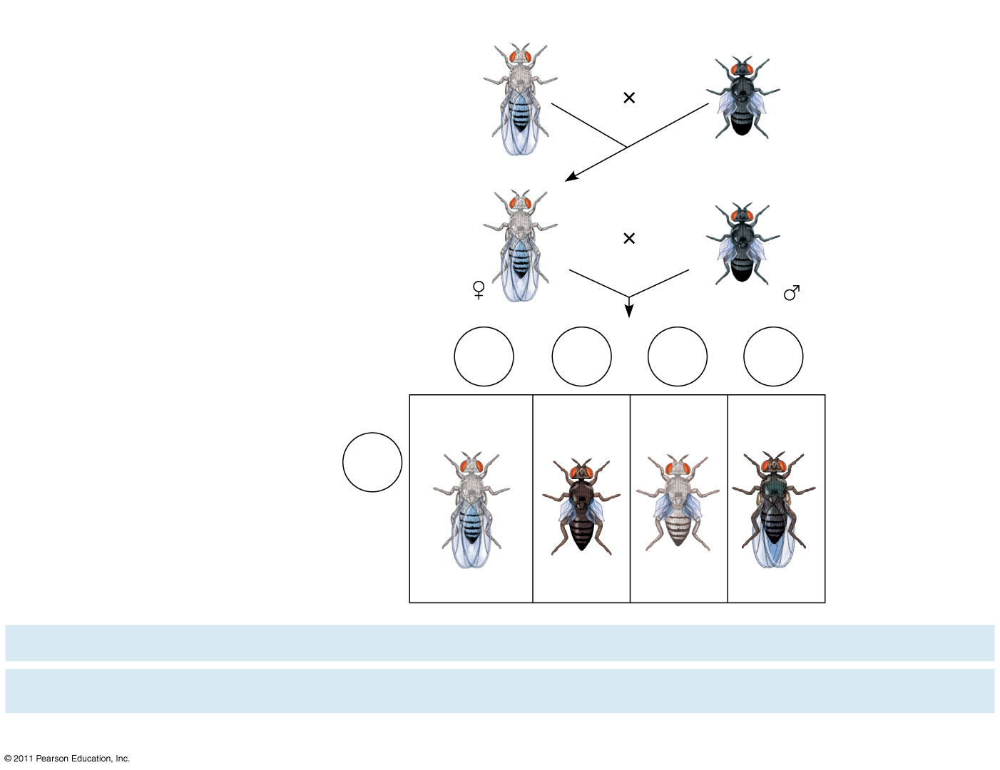 ×
×
♀
♂
© 2011 Pearson Education, Inc.